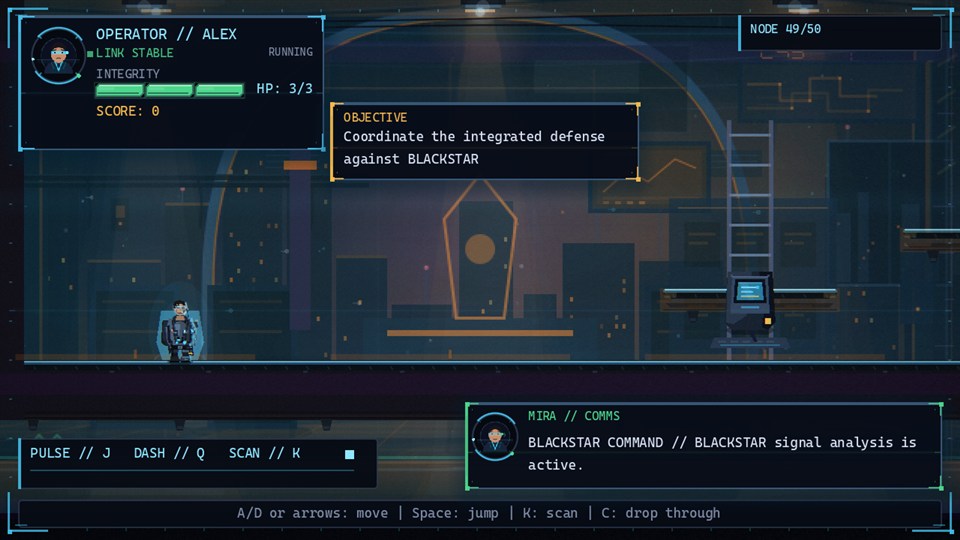 OPERATOR // ALEX
LINK STABLE
RUNNING
INTEGRITY
HP: 3/3
SCORE: 0
NODE 49/50
OBJECTIVE
Coordinate the integrated defense
against BLACKSTAR
MIRA // COMMS
BLACKSTAR COMMAND // BLACKSTAR signal analysis is
active.
PULSE // J DASH // Q SCAN // K
A/D or arrows: move | Space: jump | K: scan | C: drop through